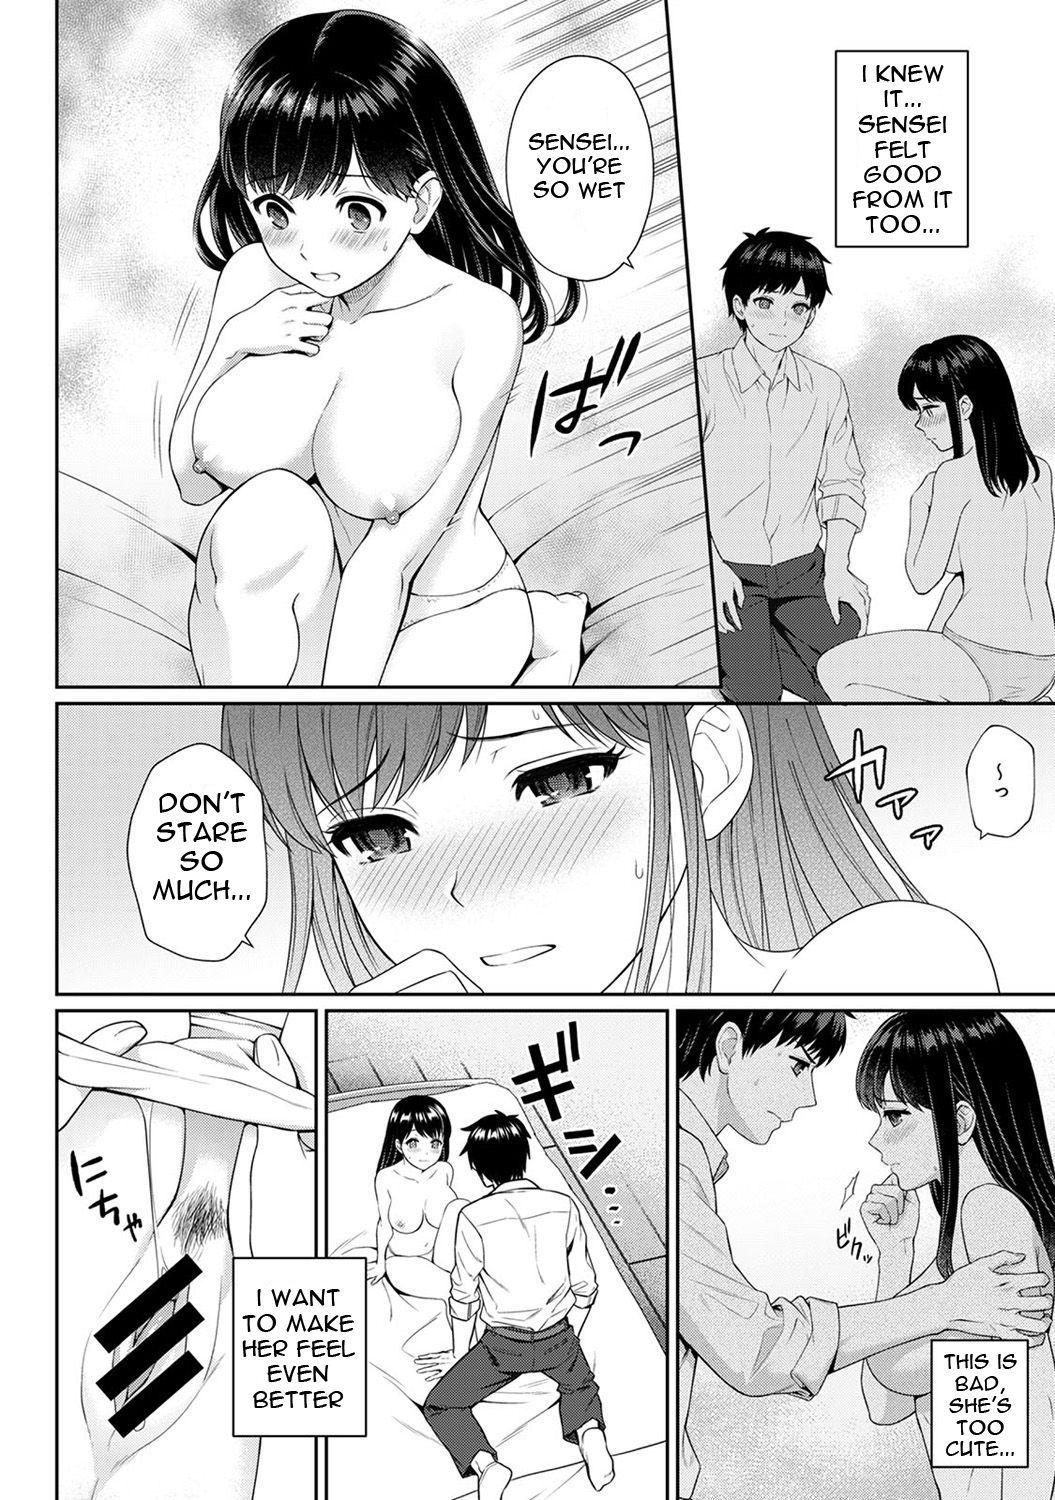 I KNEW
IT...
SENSEI
FELT
GOOD
FROM IT
TOO...
SENSEI...
YOU'RE
SO WET
ばっ
～っ
カァァァ
DON'T
STARE
SO
MUCH...
ビクッ
THIS IS
BAD,
SHE'S
TOO
CUTE...
ギシ…
I WANT
TO MAKE
HER FEEL
EVEN
BETTER
にちゃ